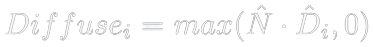 Diffuse_i = max(N̂ · D̂_i, 0)